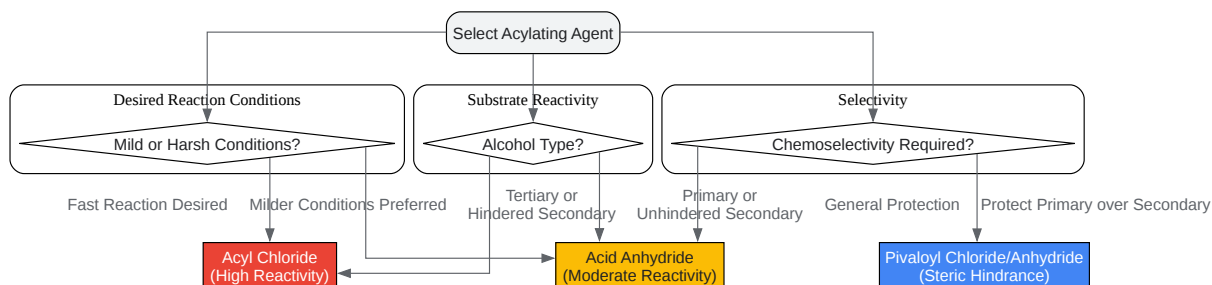 Select Acylating Agent
Desired Reaction Conditions
Substrate Reactivity
Selectivity
Mild or Harsh Conditions?
Alcohol Type?
Chemoselectivity Required?
Fast Reaction Desired
Milder Conditions Preferred
Tertiary or
Hindered Secondary
Primary or
Unhindered Secondary
General Protection
Protect Primary over Secondary
Acyl Chloride
(High Reactivity)
Acid Anhydride
(Moderate Reactivity)
Pivaloyl Chloride/Anhydride
(Steric Hindrance)